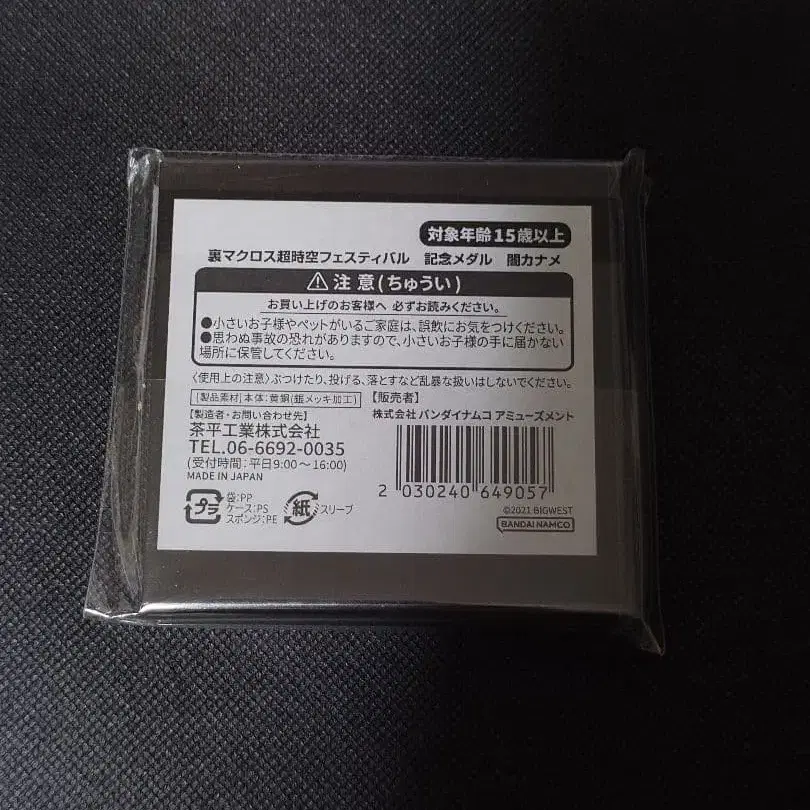 対象年齢15歳以上
裏マクロス超時空フェスティバル 記念メダル 闇カナメ
注意(ちゅうい)
お買い上げのお客様へ 必ずお読みください。
●小さいお子様やペットがいるご家庭は、誤飲にお気をつけください。
●思わぬ事故の恐れがありますので、小さいお子様の手に届かない
場所に保管してください。
〈使用上の注意〉ぶつけたり、投げる、落とすなど乱暴な扱いはしないでください。
[製品素材]本体:黄銅(銀メッキ加工)
【製造者・お問い合わせ先】
茶平工業株式会社
TEL.06-6692-0035
(受付時間:平日9:00～16:00)
MADE IN JAPAN
プラ
袋:PP
ケース:PS
スポンジ:PE
紙
スリーブ
【販売者】
株式会社 バンダイナムコ アミューズメント
2 030240 649057
©2021 BIGWEST
BANDAI NAMCO